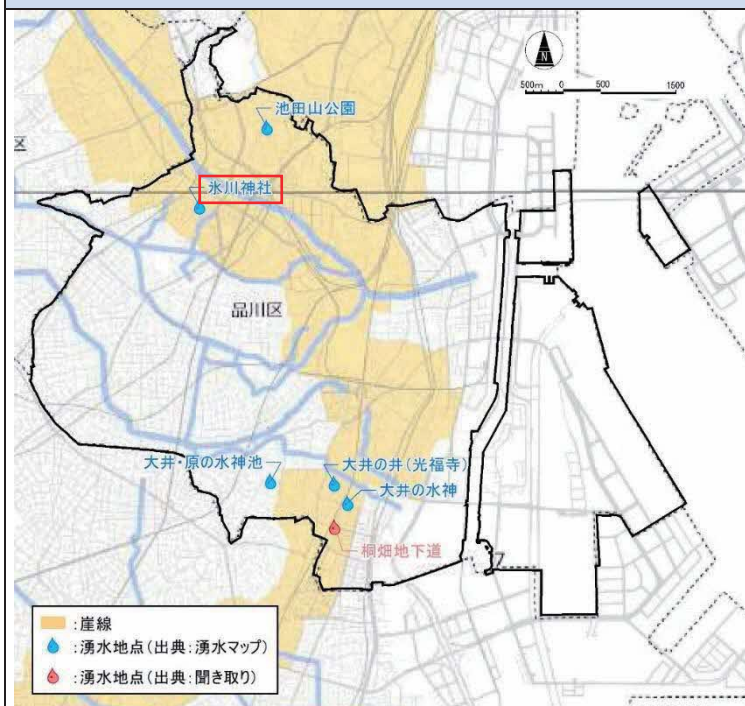 N
500m 0 500 1500
池田山公園
区
氷川神社
品川区
大井・原の水神池
大井の井(光福寺)
大井の水神
桐畑地下道
:崖線
:湧水地点(出典:湧水マップ)
:湧水地点(出典:聞き取り)